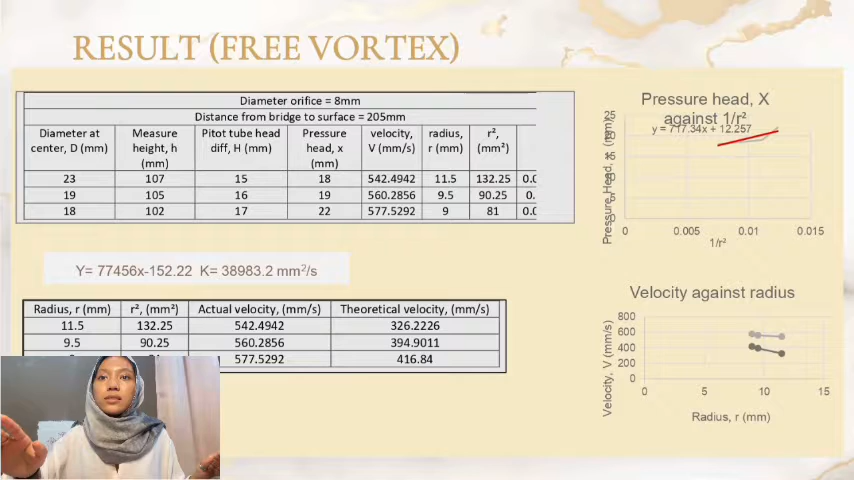 RESULT (FREE VORTEX)
Diameter orifice = 8mm
Distance from bridge to surface = 205mm
Diameter at center, D (mm) Measure height, h (mm) Pitot tube head diff, H (mm) Pressure head, x (mm) velocity, V (mm/s) radius, r (mm) r², (mm²)
23 107 15 18 542.4942 11.5 132.25 0.0
19 105 16 19 560.2856 9.5 90.25 0.
18 102 17 22 577.5292 9 81 0.0
Y= 77456x-152.22 K= 38983.2 mm²/s
Radius, r (mm) r², (mm²) Actual velocity, (mm/s) Theoretical velocity, (mm/s)
11.5 132.25 542.4942 326.2226
9.5 90.25 560.2856 394.9011
577.5292 416.84
Pressure head, X
against 1/r²
y = 717.34x + 12.257
Pressure Head, x (mm)
0 0.005 0.01 0.015
1/r²
Velocity against radius
Velocity, V (mm/s)
800
600
400
200
0
0 5 10 15
Radius, r (mm)